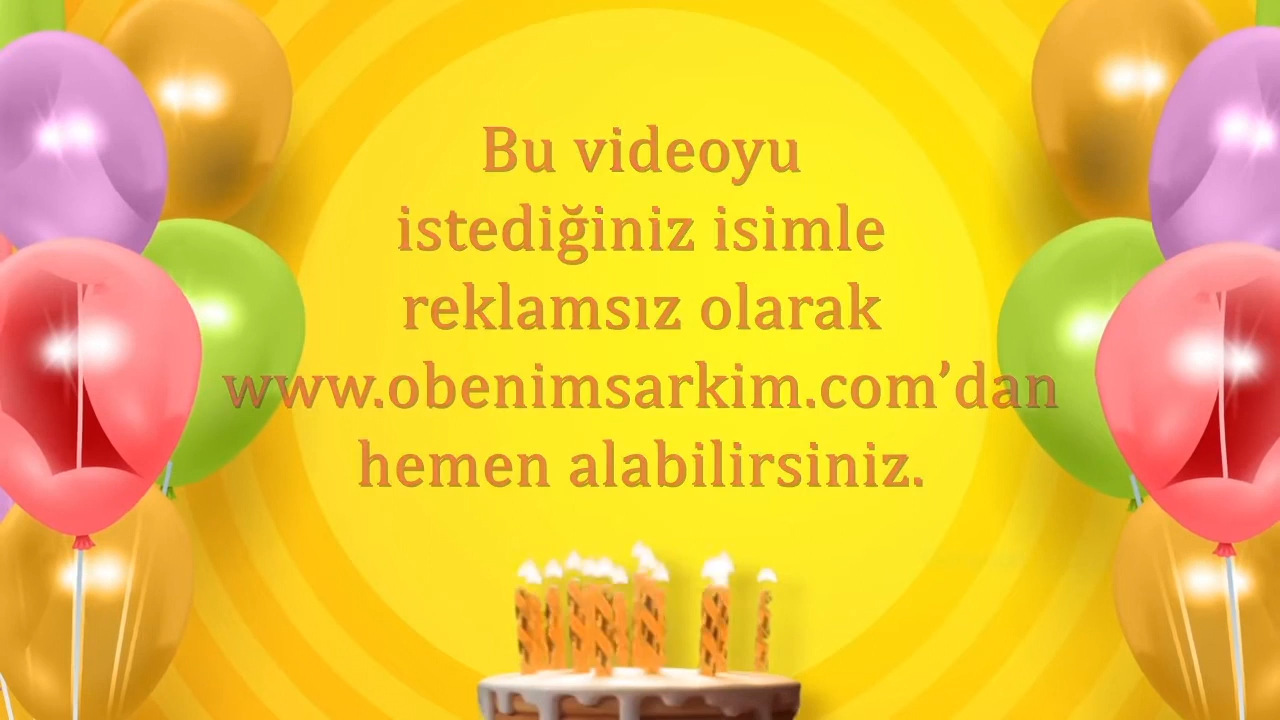 Bu videoyu
istediğiniz isimle
reklamsız olarak
www.obenimsarkim.com’dan
hemen alabilirsiniz.